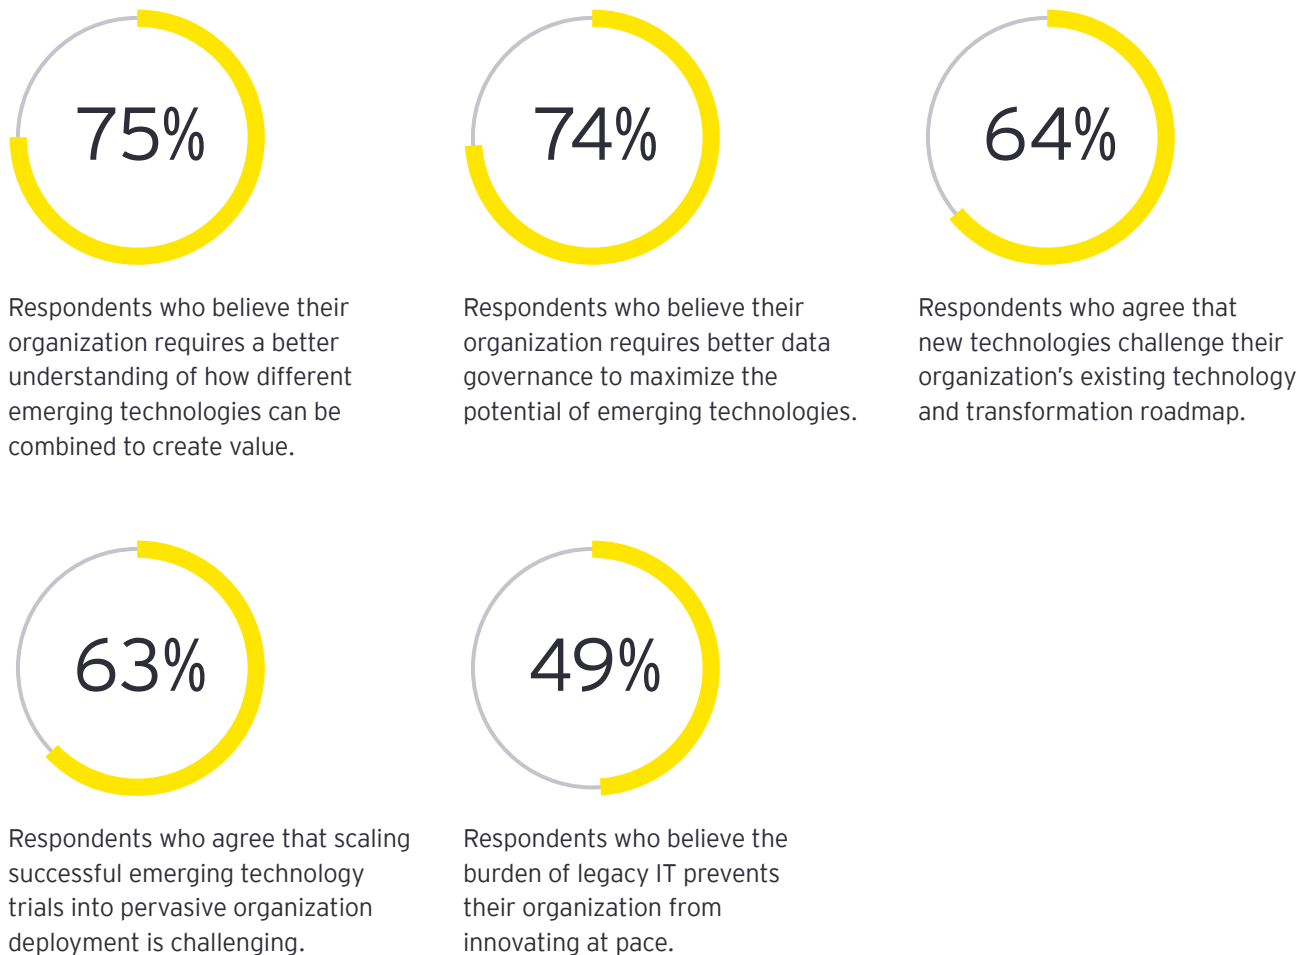 75%
Respondents who believe their
organization requires a better
understanding of how different
emerging technologies can be
combined to create value.
74%
Respondents who believe their
organization requires better data
governance to maximize the
potential of emerging technologies.
64%
Respondents who agree that
new technologies challenge their
organization's existing technology
and transformation roadmap.
63%
Respondents who agree that scaling
successful emerging technology
trials into pervasive organization
deployment is challenging.
49%
Respondents who believe the
burden of legacy IT prevents
their organization from
innovating at pace.